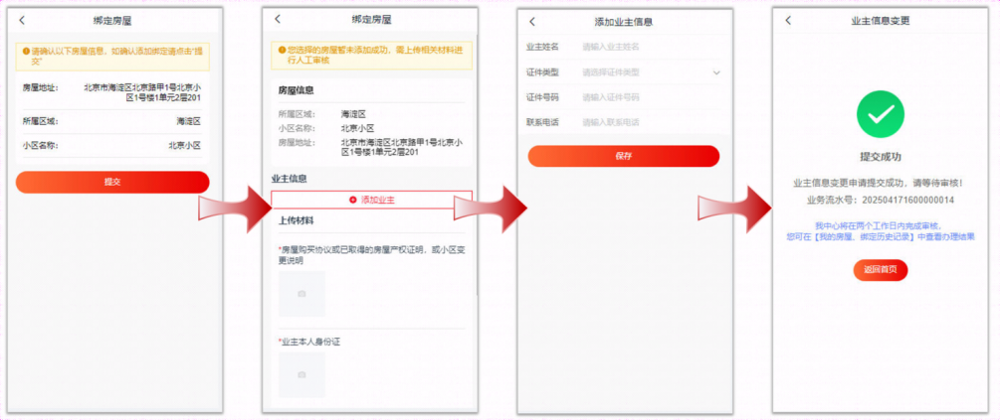 绑定房屋
请确认以下房屋信息，如确认添加绑定请点击“提
交”
房屋地址：
北京市海淀区北京路甲1号北京小
区1号楼1单元2层201
所属区域：
海淀区
小区名称：
北京小区
提交
绑定房屋
您选择的房屋暂未添加成功，需上传相关材料进
行人工审核
房屋信息
所属区域：
海淀区
小区名称：
北京小区
房屋地址：
北京市海淀区北京路甲1号北京小
区1号楼1单元2层201
业主信息
添加业主
上传材料
*房屋购买协议或已取得的房屋产权证明，或小区变
更说明
*业主本人身份证
添加业主信息
业主姓名
请输入业主姓名
证件类型
请选择证件类型
证件号码
请输入证件号码
联系电话
请输入联系电话
保存
业主信息变更
提交成功
业主信息变更申请提交成功，请等待审核！
业务流水号：202504171600000014
我中心将在两个工作日内完成审核，
您可在【我的房屋、绑定历史记录】中查看办理结果
返回首页